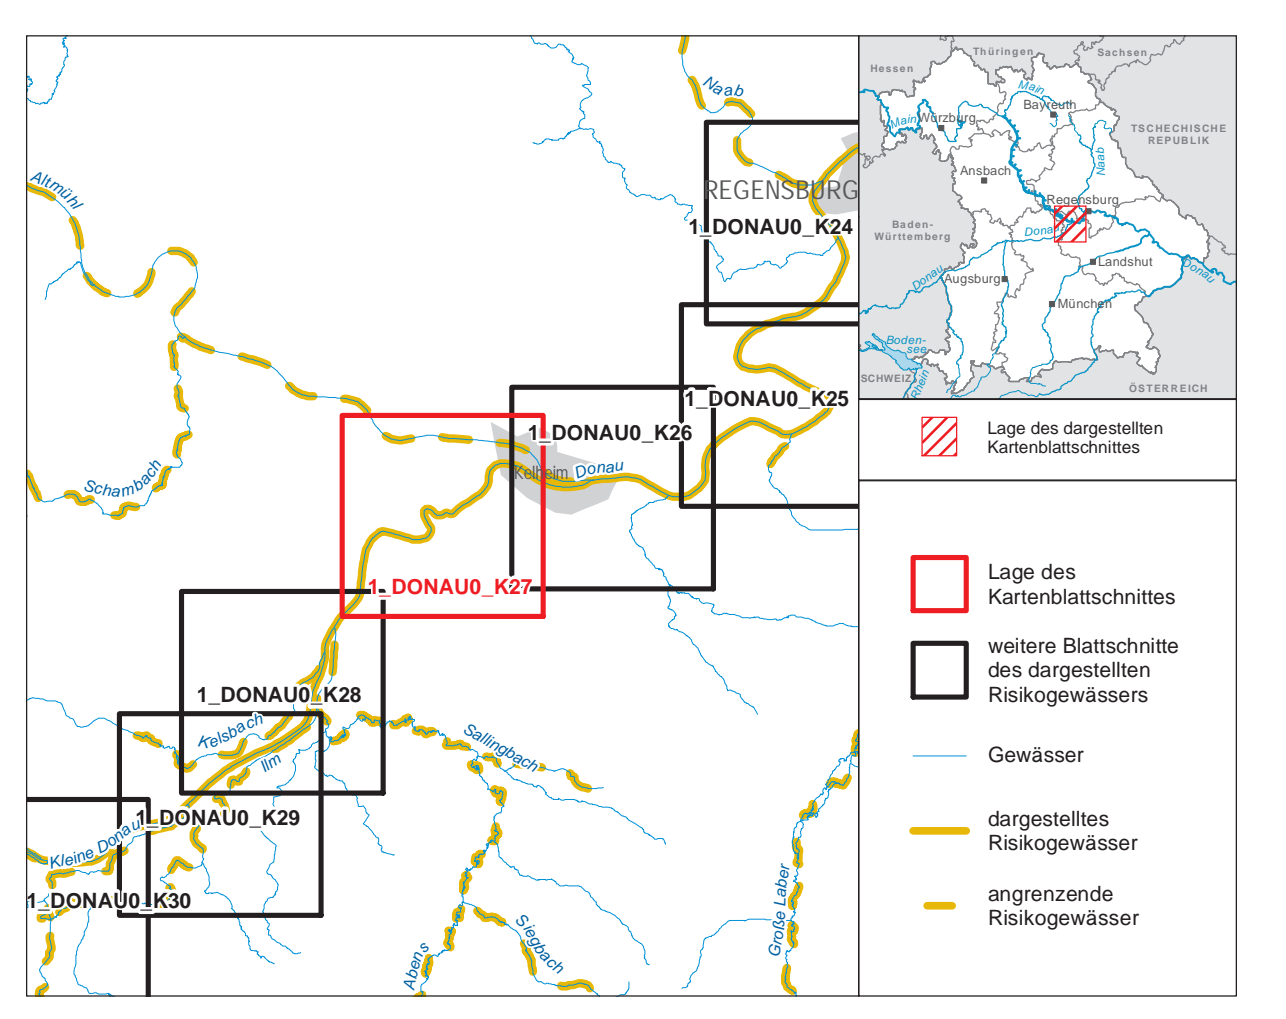 Naab
Altmühl
REGENSBURG
1_DONAU0_K24
1_DONAU0_K25
1_DONAU0_K26
Kelheim
Donau
Schambach
1_DONAU0_K27
1_DONAU0_K28
Kelsbach
Ilm
Sallingbach
1_DONAU0_K29
Kleine Donau
1_DONAU0_K30
Große Laber
Siegbach
Abens
Thüringen
Sachsen
Hessen
Main
Bayreuth
Main
Würzburg
TSCHECHISCHE
REPUBLIK
Naab
Ansbach
Regensburg
Baden-
Württemberg
Donau
Landshut
Donau
Donau
Augsburg
München
Boden-
see
SCHWEIZ
Rhein
ÖSTERREICH
Lage des dargestellten
Kartenblattschnittes
Lage des
Kartenblattschnittes
weitere Blattschnitte
des dargestellten
Risikogewässers
Gewässer
dargestelltes
Risikogewässer
angrenzende
Risikogewässer